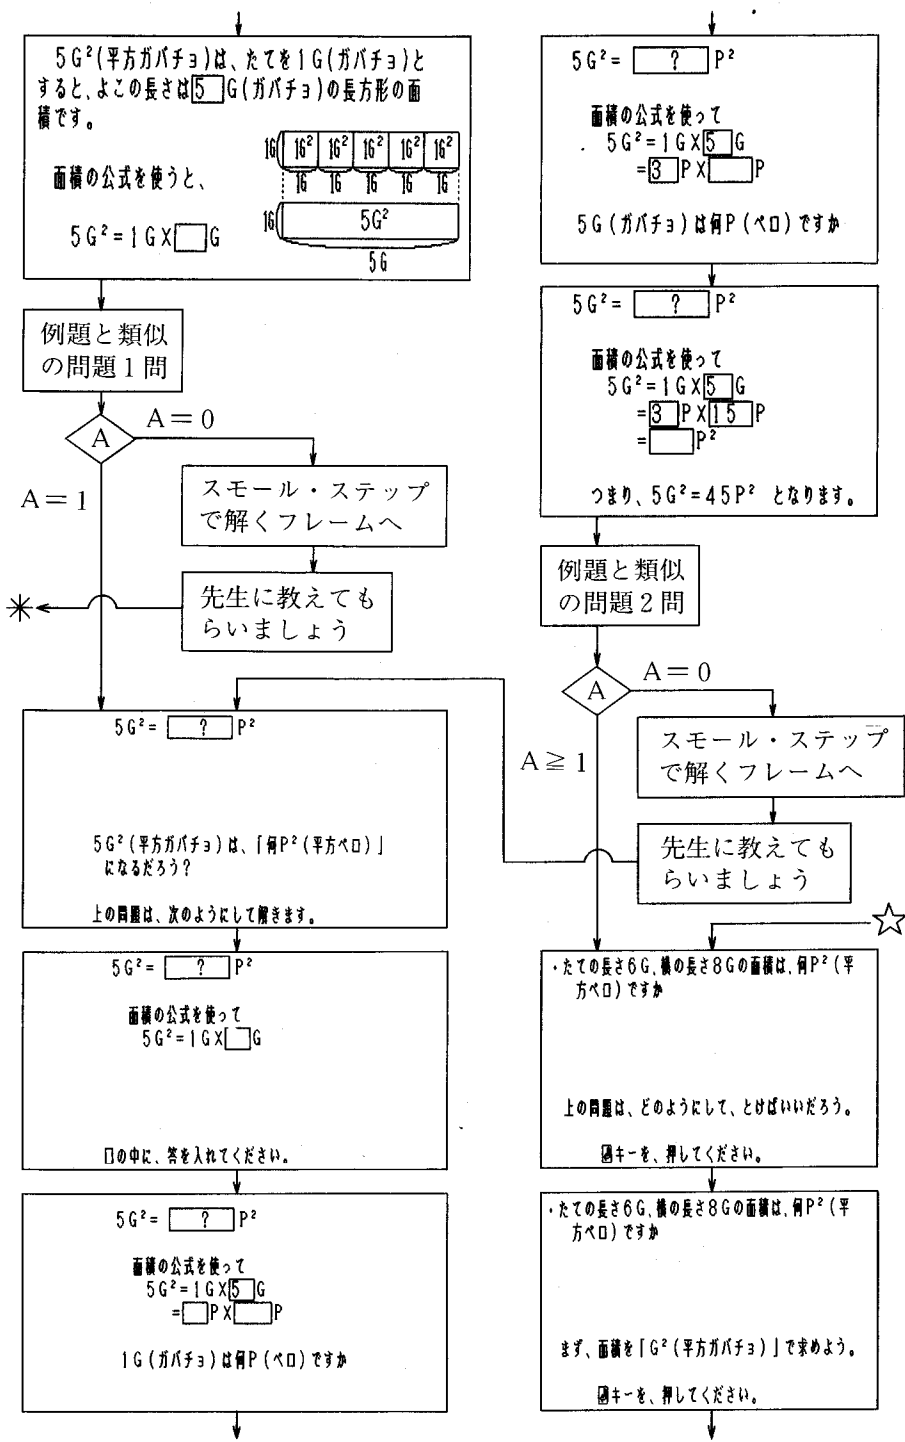 5G²(平方ガバチョ)は、たてを1G(ガバチョ)と
すると、よこの長さは5G(ガバチョ)の長方形の面
積です。
1G 1G² 1G² 1G² 1G² 1G²
面積の公式を使うと、
1G 1G 1G 1G 1G
1G 5G²
5G²=1G×□G
5G
例題と類似
の問題1問
A
A=0
A=1
スモール・ステップ
で解くフレームへ
先生に教えても
らいましょう
✳
5G²= ? P²
5G²(平方ガバチョ)は、「何P²(平方ペロ)」
になるだろう?
上の問題は、次のようにして解きます。
5G²= ? P²
面積の公式を使って
5G²=1G×□G
□の中に、答を入れてください。
5G²= ? P²
面積の公式を使って
5G²=1G×5G
=□P×□P
1G(ガバチョ)は何P(ペロ)ですか
5G²= ? P²
面積の公式を使って
5G²=1G×5G
=3P×□P
5G(ガバチョ)は何P(ペロ)ですか
5G²= ? P²
面積の公式を使って
5G²=1G×5G
=3P×15P
=□P²
つまり、5G²=45P² となります。
例題と類似
の問題2問
A
A=0
A≧1
スモール・ステップ
で解くフレームへ
先生に教えても
らいましょう
☆
・たての長さ6G、横の長さ8Gの面積は、何P²(平
方ペロ)ですか
上の問題は、どのようにして、とけばいいだろう。
キーを、押してください。
・たての長さ6G、横の長さ8Gの面積は、何P²(平
方ペロ)ですか
まず、面積を「G²(平方ガバチョ)」で求めよう。
キーを、押してください。